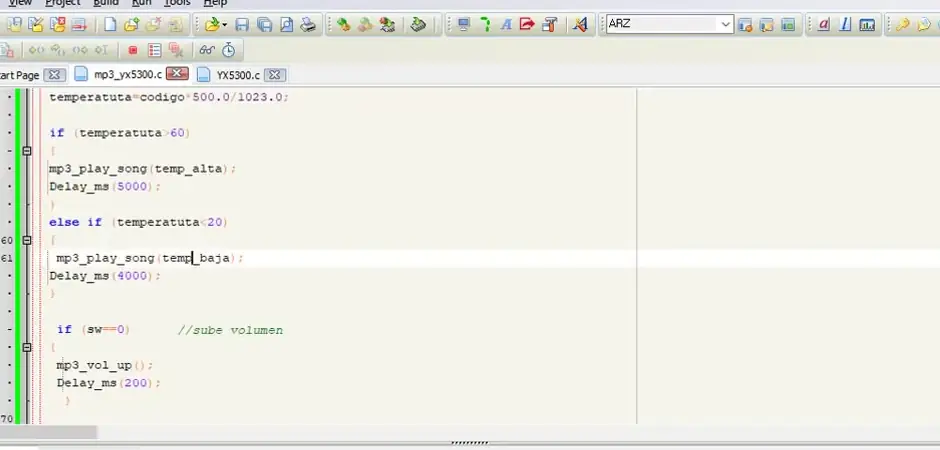 View Project Build Run Tools Help
ARZ
Start Page mp3_yx5300.c YX5300.c
temperatuta=codigo*500.0/1023.0;
if (temperatuta>60)
{
mp3_play_song(temp_alta);
Delay_ms(5000);
}
else if (temperatuta<20)
60 {
61 mp3_play_song(temp_baja);
Delay_ms(4000);
}
if (sw==0) //sube volumen
{
mp3_vol_up();
Delay_ms(200);
}
70